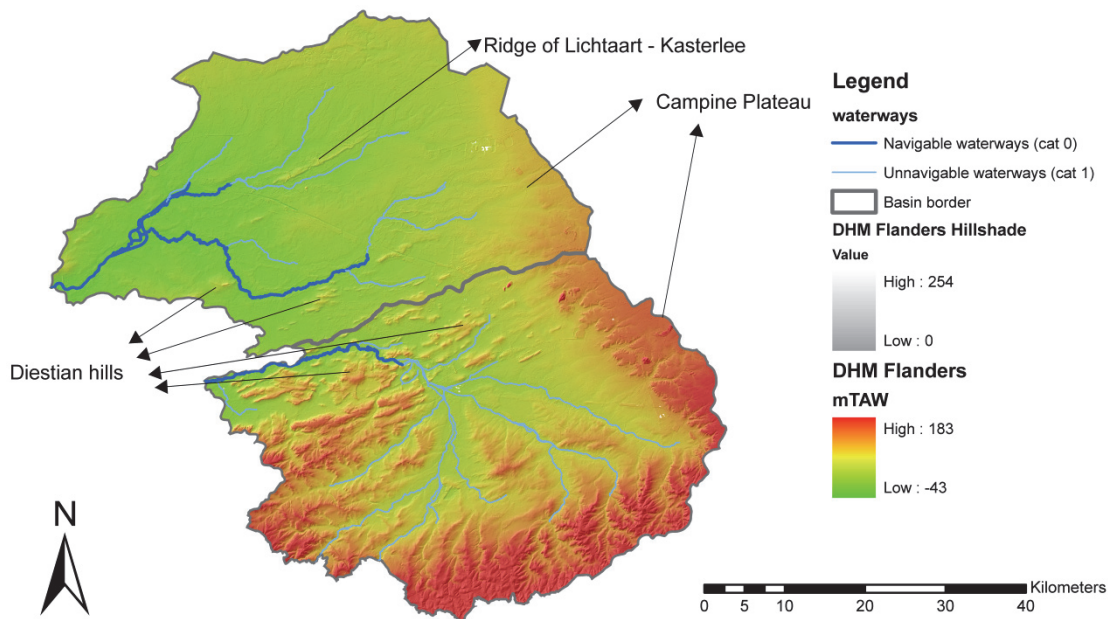 Ridge of Lichtaart - Kasterlee
Campine Plateau
Diestian hills
N
Legend
waterways
Navigable waterways (cat 0)
Unnavigable waterways (cat 1)
Basin border
DHM Flanders Hillshade
Value
High : 254
Low : 0
DHM Flanders
mTAW
High : 183
Low : -43
Kilometers
0 5 10 20 30 40